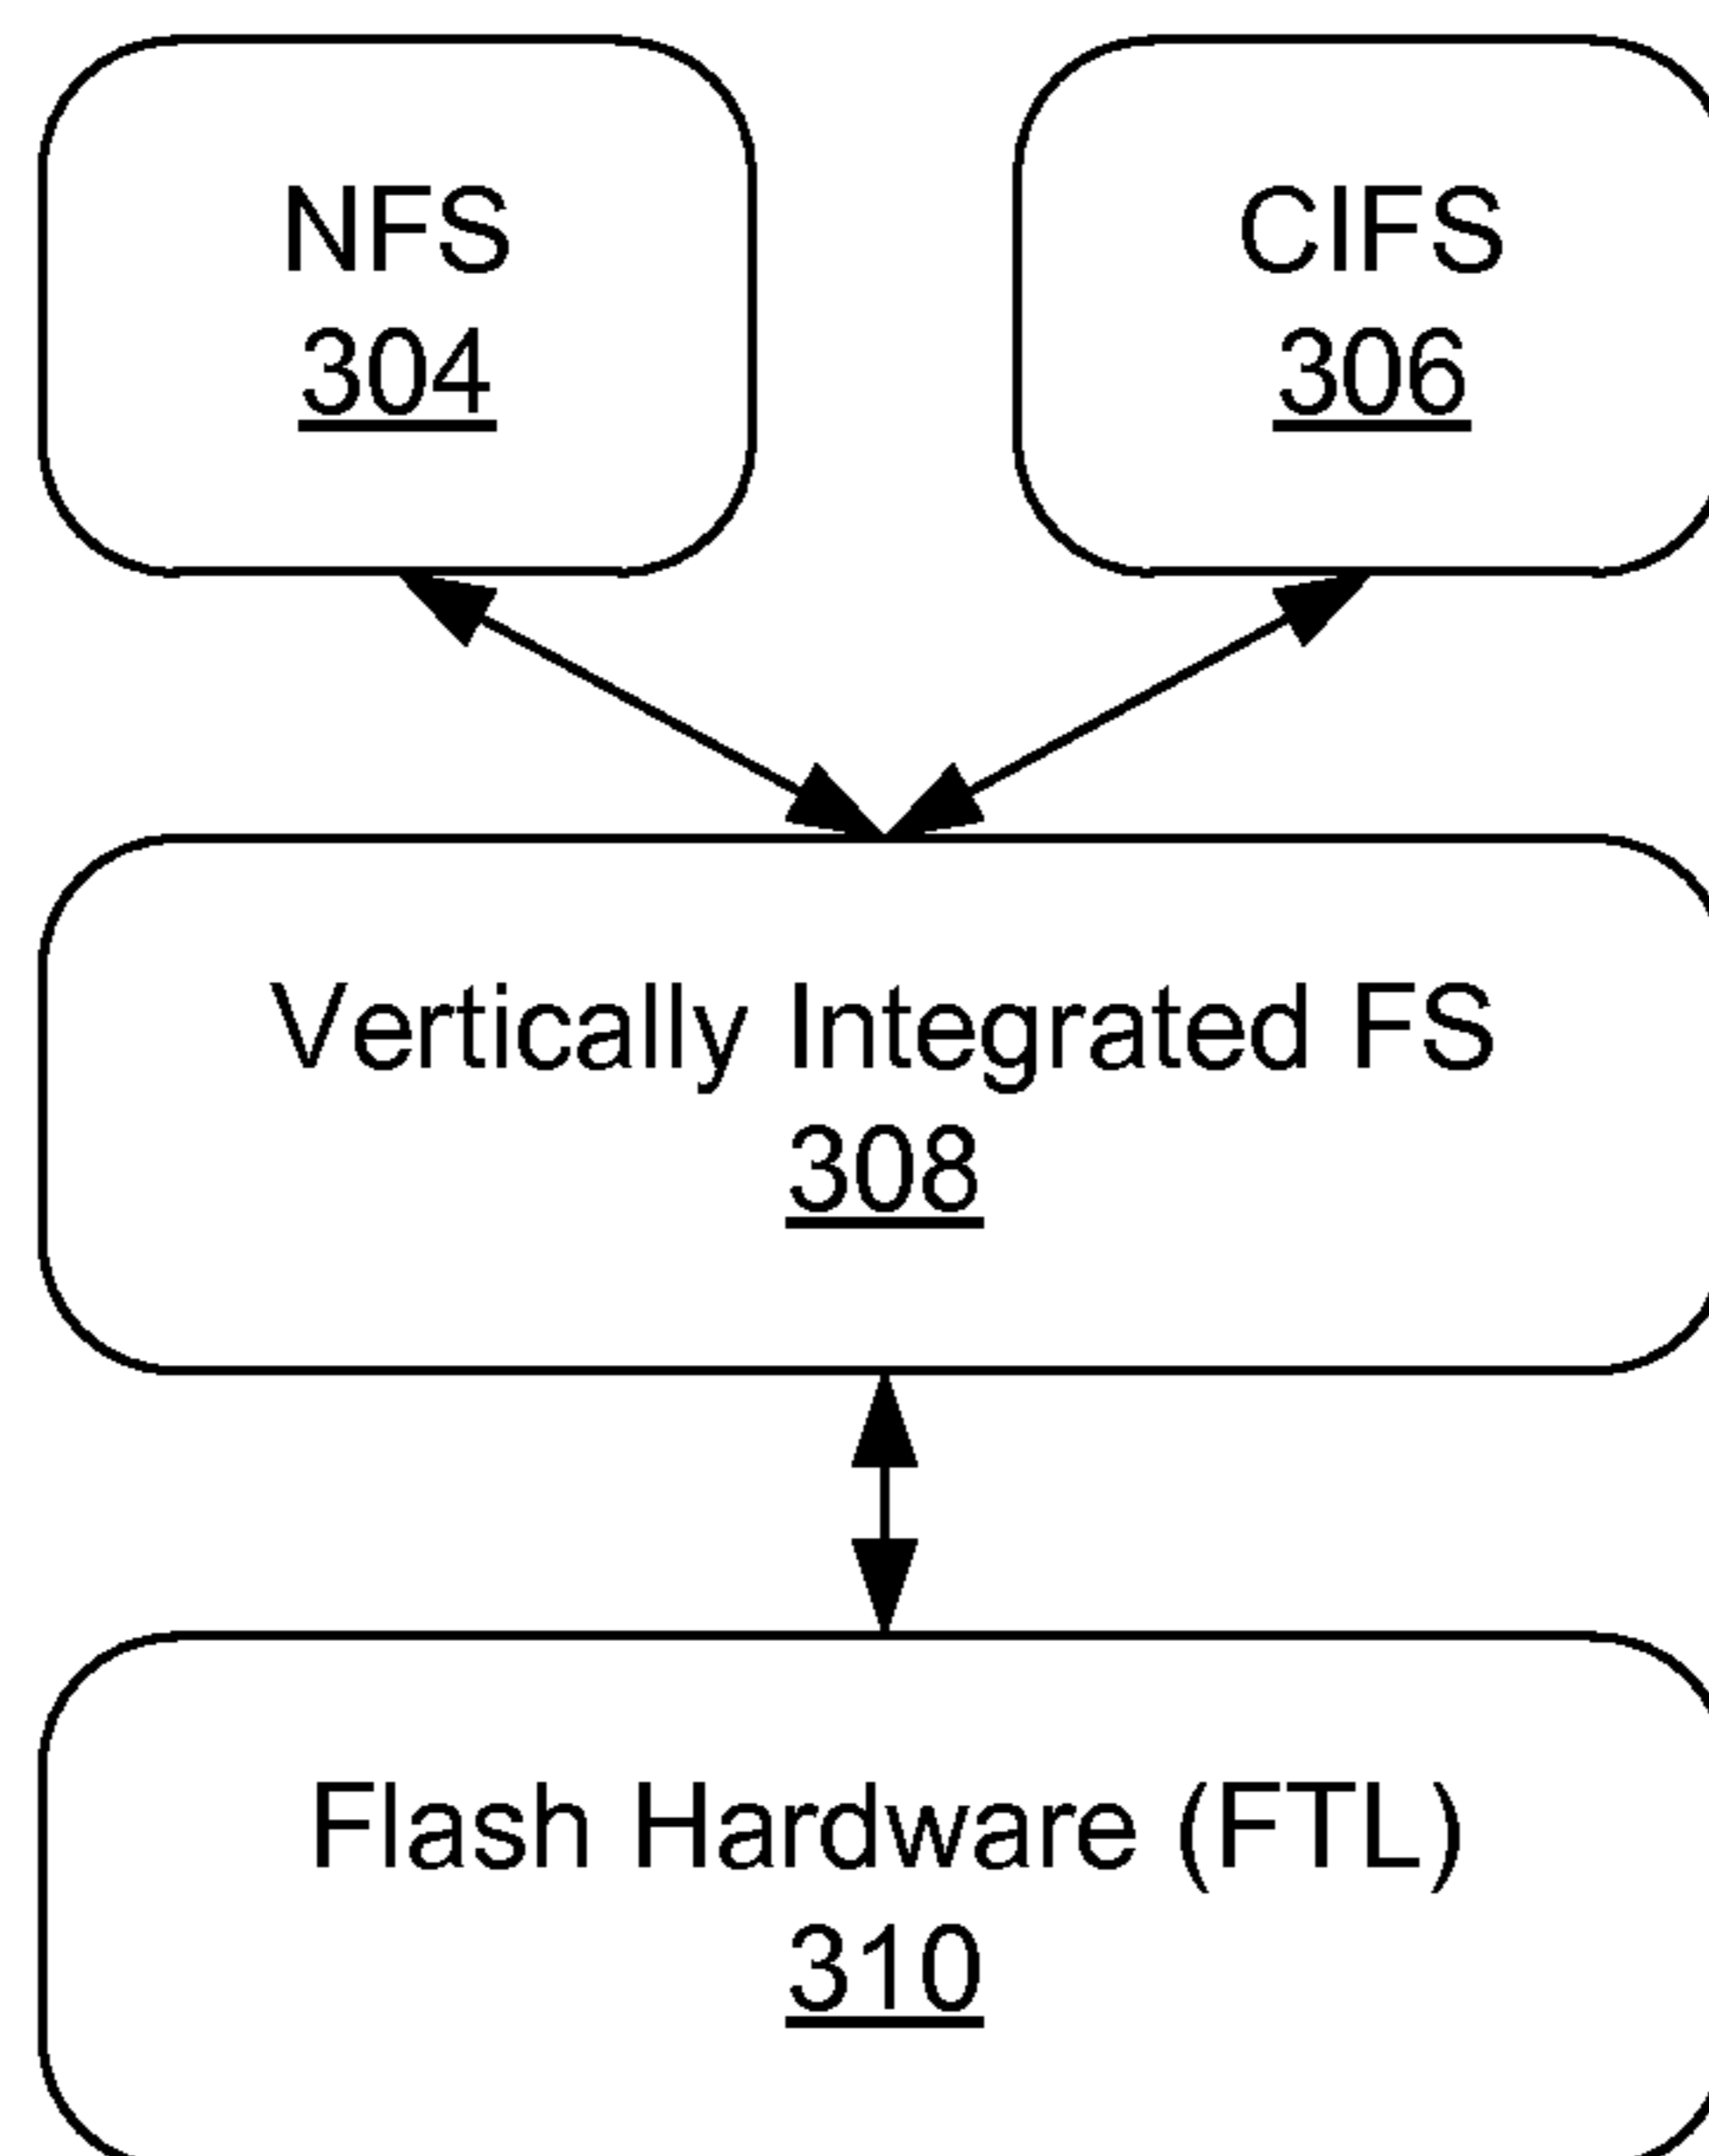 NFS
304
CIFS
306
Vertically Integrated FS
308
Flash Hardware (FTL)
310